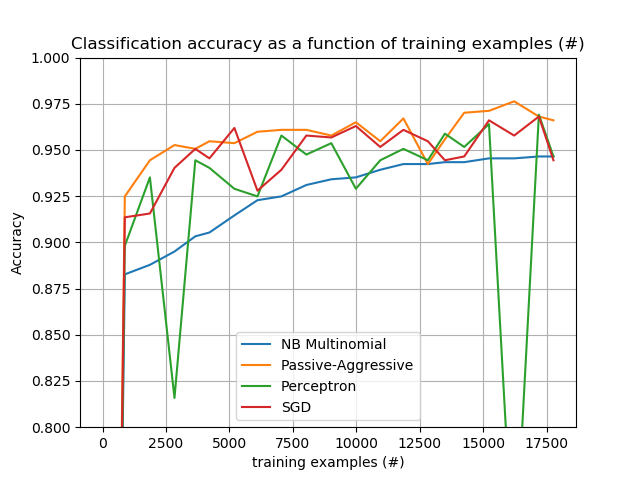 Classification accuracy as a function of training examples (#)
1.000
0.975
0.950
0.925
0.900
0.875
0.850
0.825
0.800
Accuracy
NB Multinomial
Passive-Aggressive
Perceptron
SGD
0 2500 5000 7500 10000 12500 15000 17500
training examples (#)